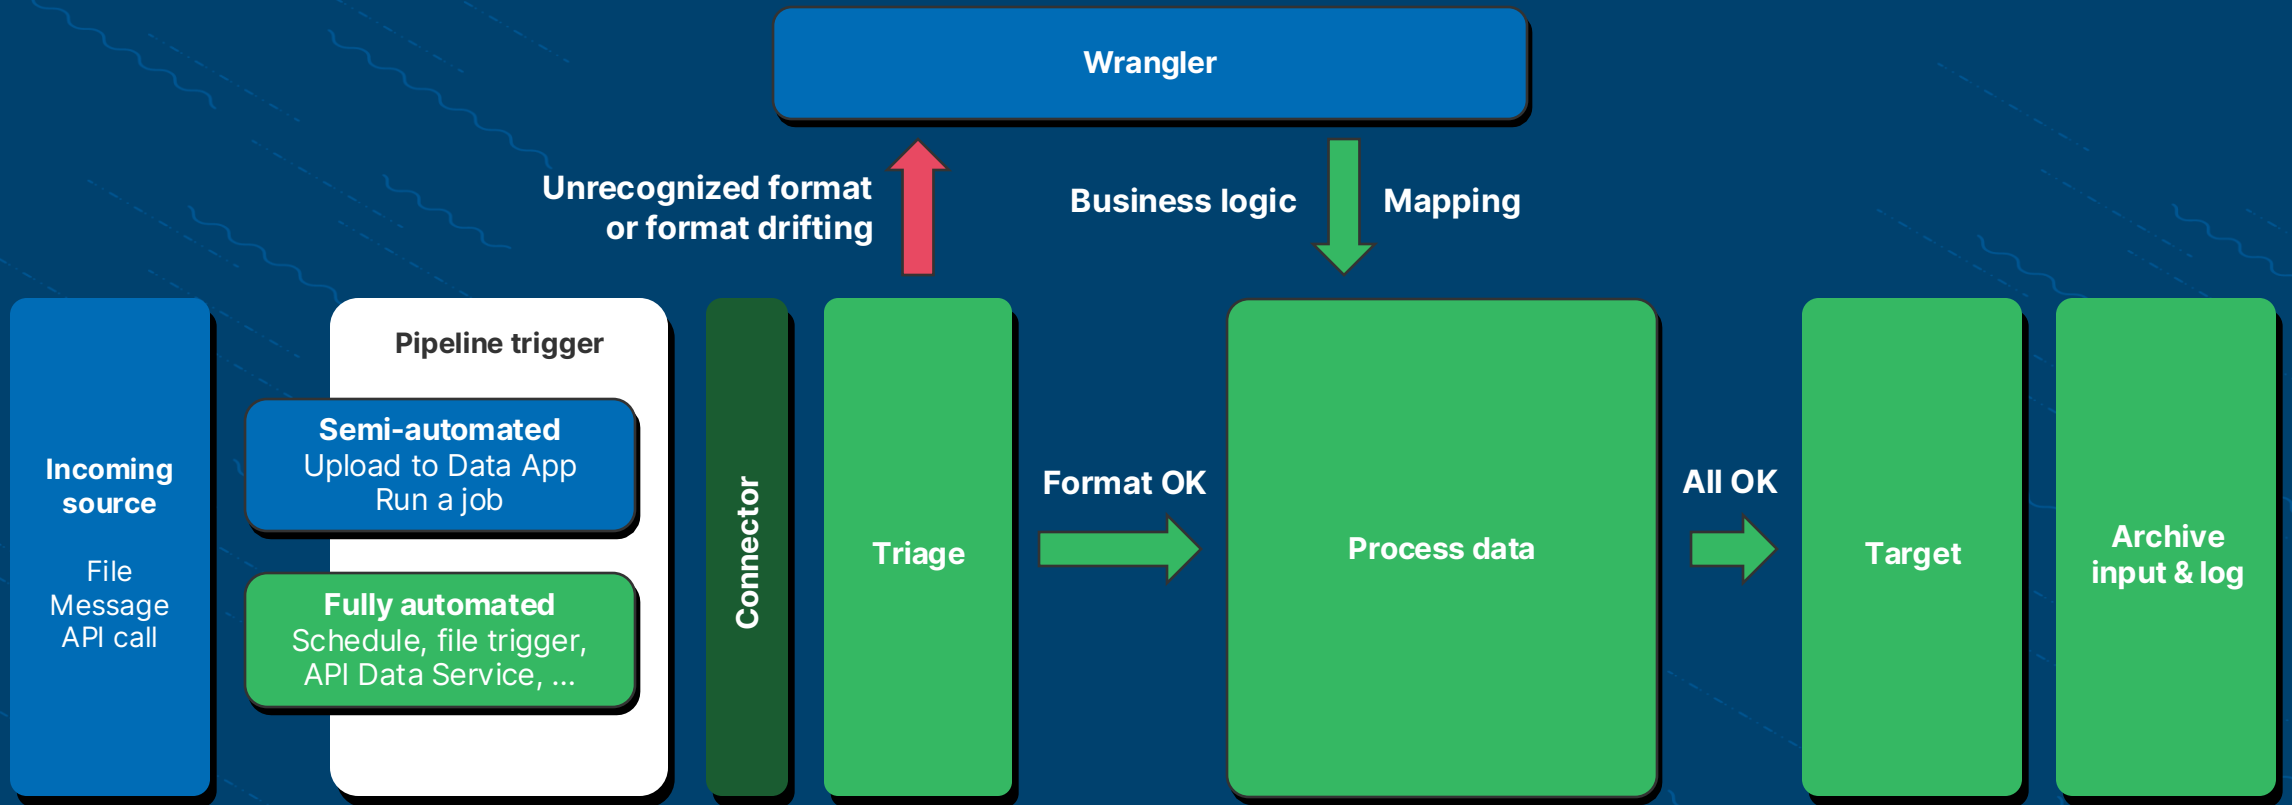 Wrangler
Unrecognized format
or format drifting
Business logic
Mapping
Incoming
source
File
Message
API call
Pipeline trigger
Semi-automated
Upload to Data App
Run a job
Fully automated
Schedule, file trigger,
API Data Service, ...
Connector
Triage
Format OK
Process data
All OK
Target
Archive
input & log